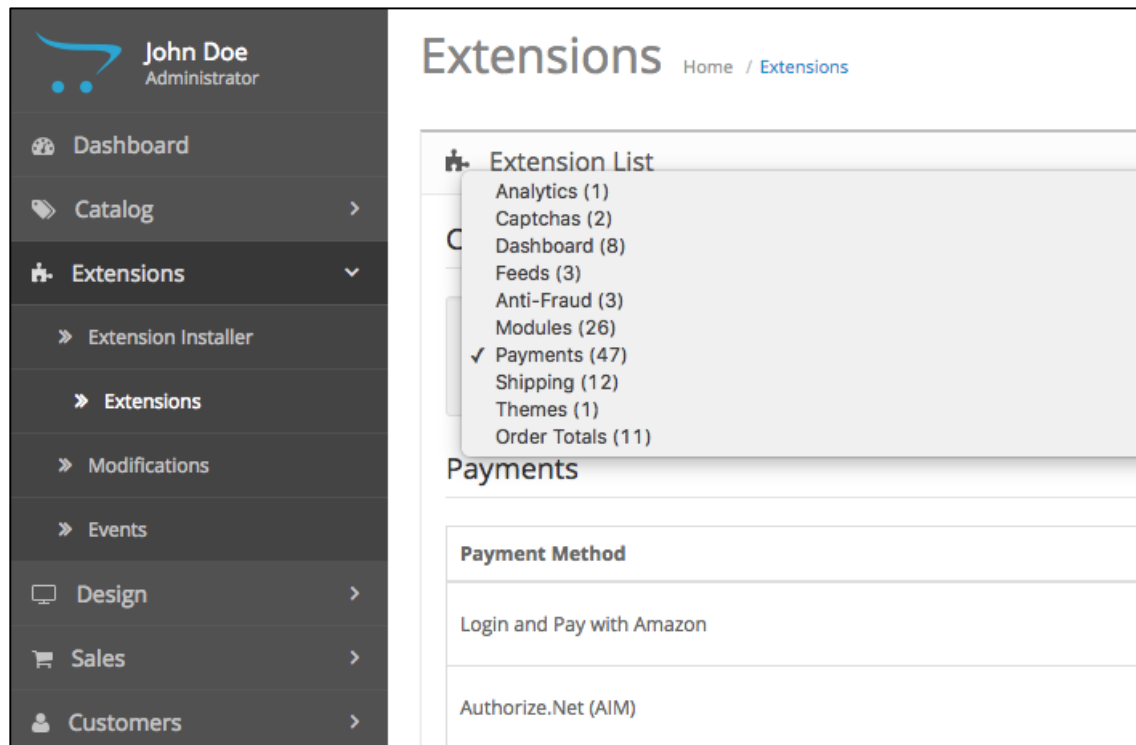 John Doe
Administrator
Dashboard
Catalog
Extensions
Extension Installer
Extensions
Modifications
Events
Design
Sales
Customers
Extensions
Home / Extensions
Extension List
Analytics (1)
Captchas (2)
Dashboard (8)
Feeds (3)
Anti-Fraud (3)
Modules (26)
✓ Payments (47)
Shipping (12)
Themes (1)
Order Totals (11)
Payments
Payment Method
Login and Pay with Amazon
Authorize.Net (AIM)